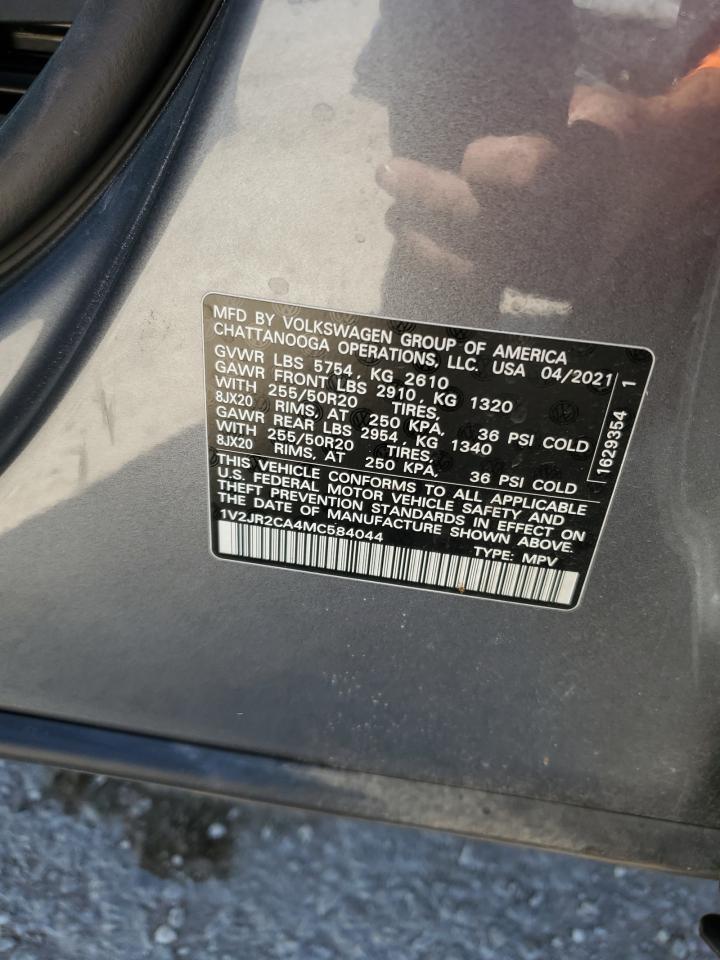 MFD BY VOLKSWAGEN GROUP OF AMERICA
CHATTANOOGA OPERATIONS, LLC. USA 04/2021
GVWR LBS 5754, KG 2610
GAWR FRONT LBS 2910, KG 1320
WITH 255/50R20 TIRES,
8JX20 RIMS, AT 250 KPA, 36 PSI COLD
GAWR REAR LBS 2954, KG 1340
WITH 255/50R20 TIRES,
8JX20 RIMS, AT 250 KPA, 36 PSI COLD
THIS VEHICLE CONFORMS TO ALL APPLICABLE
U.S. FEDERAL MOTOR VEHICLE SAFETY AND
THEFT PREVENTION STANDARDS IN EFFECT ON
THE DATE OF MANUFACTURE SHOWN ABOVE.
1V2JR2CA4MC584044 TYPE: MPV
1629354 1